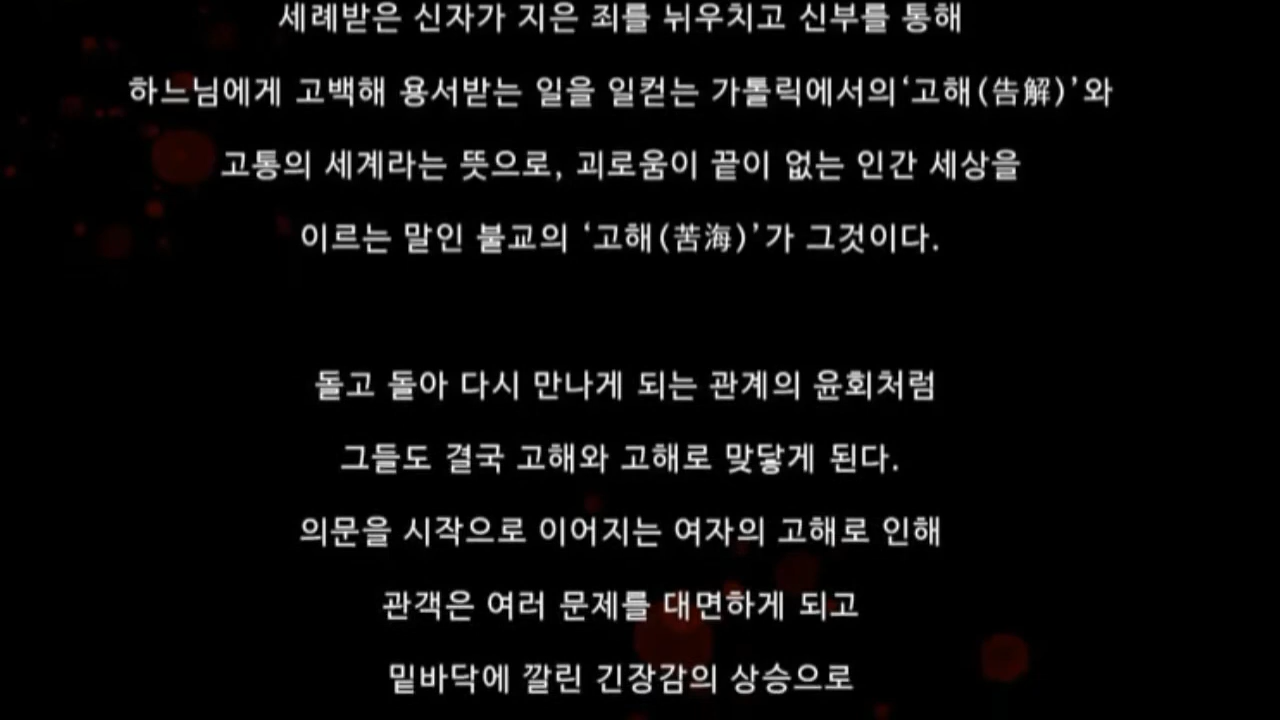 세례받은 신자가 지은 죄를 뉘우치고 신부를 통해
하느님에게 고백해 용서받는 일을 일컫는 가톨릭에서의‘고해(告解)’와
고통의 세계라는 뜻으로, 괴로움이 끝이 없는 인간 세상을
이르는 말인 불교의 ‘고해(苦海)’가 그것이다.
돌고 돌아 다시 만나게 되는 관계의 윤회처럼
그들도 결국 고해와 고해로 맞닿게 된다.
의문을 시작으로 이어지는 여자의 고해로 인해
관객은 여러 문제를 대면하게 되고
밑바닥에 깔린 긴장감의 상승으로